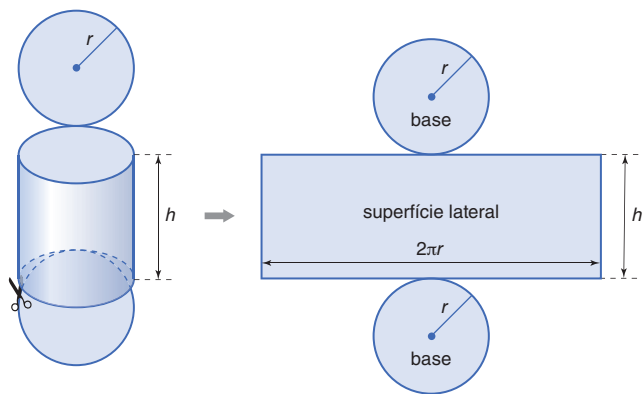 r
h
r
base
superfície lateral
2πr
h
r
base